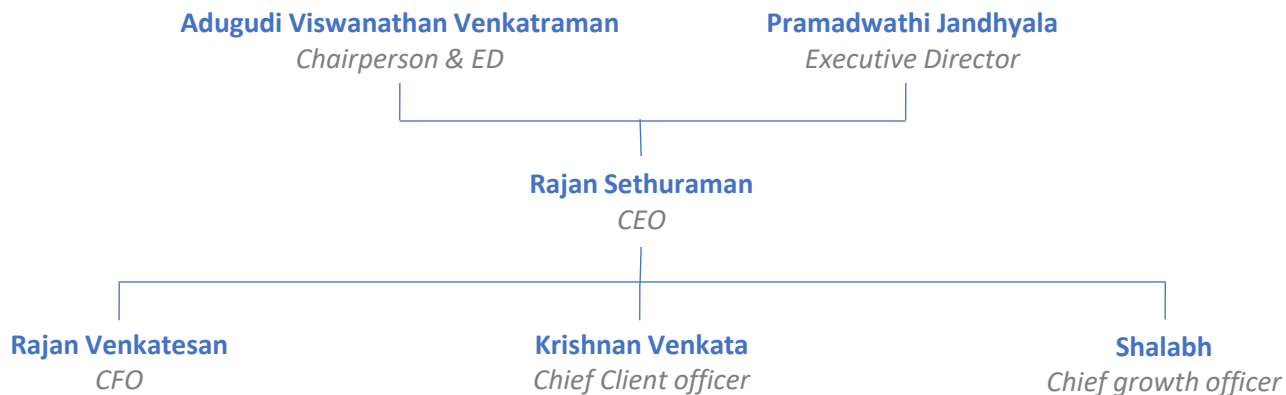 Adugudi Viswanathan Venkatraman
Chairperson & ED
Pramadwathi Jandhyala
Executive Director
Rajan Sethuraman
CEO
Rajan Venkatesan
CFO
Krishnan Venkata
Chief Client officer
Shalabh
Chief growth officer